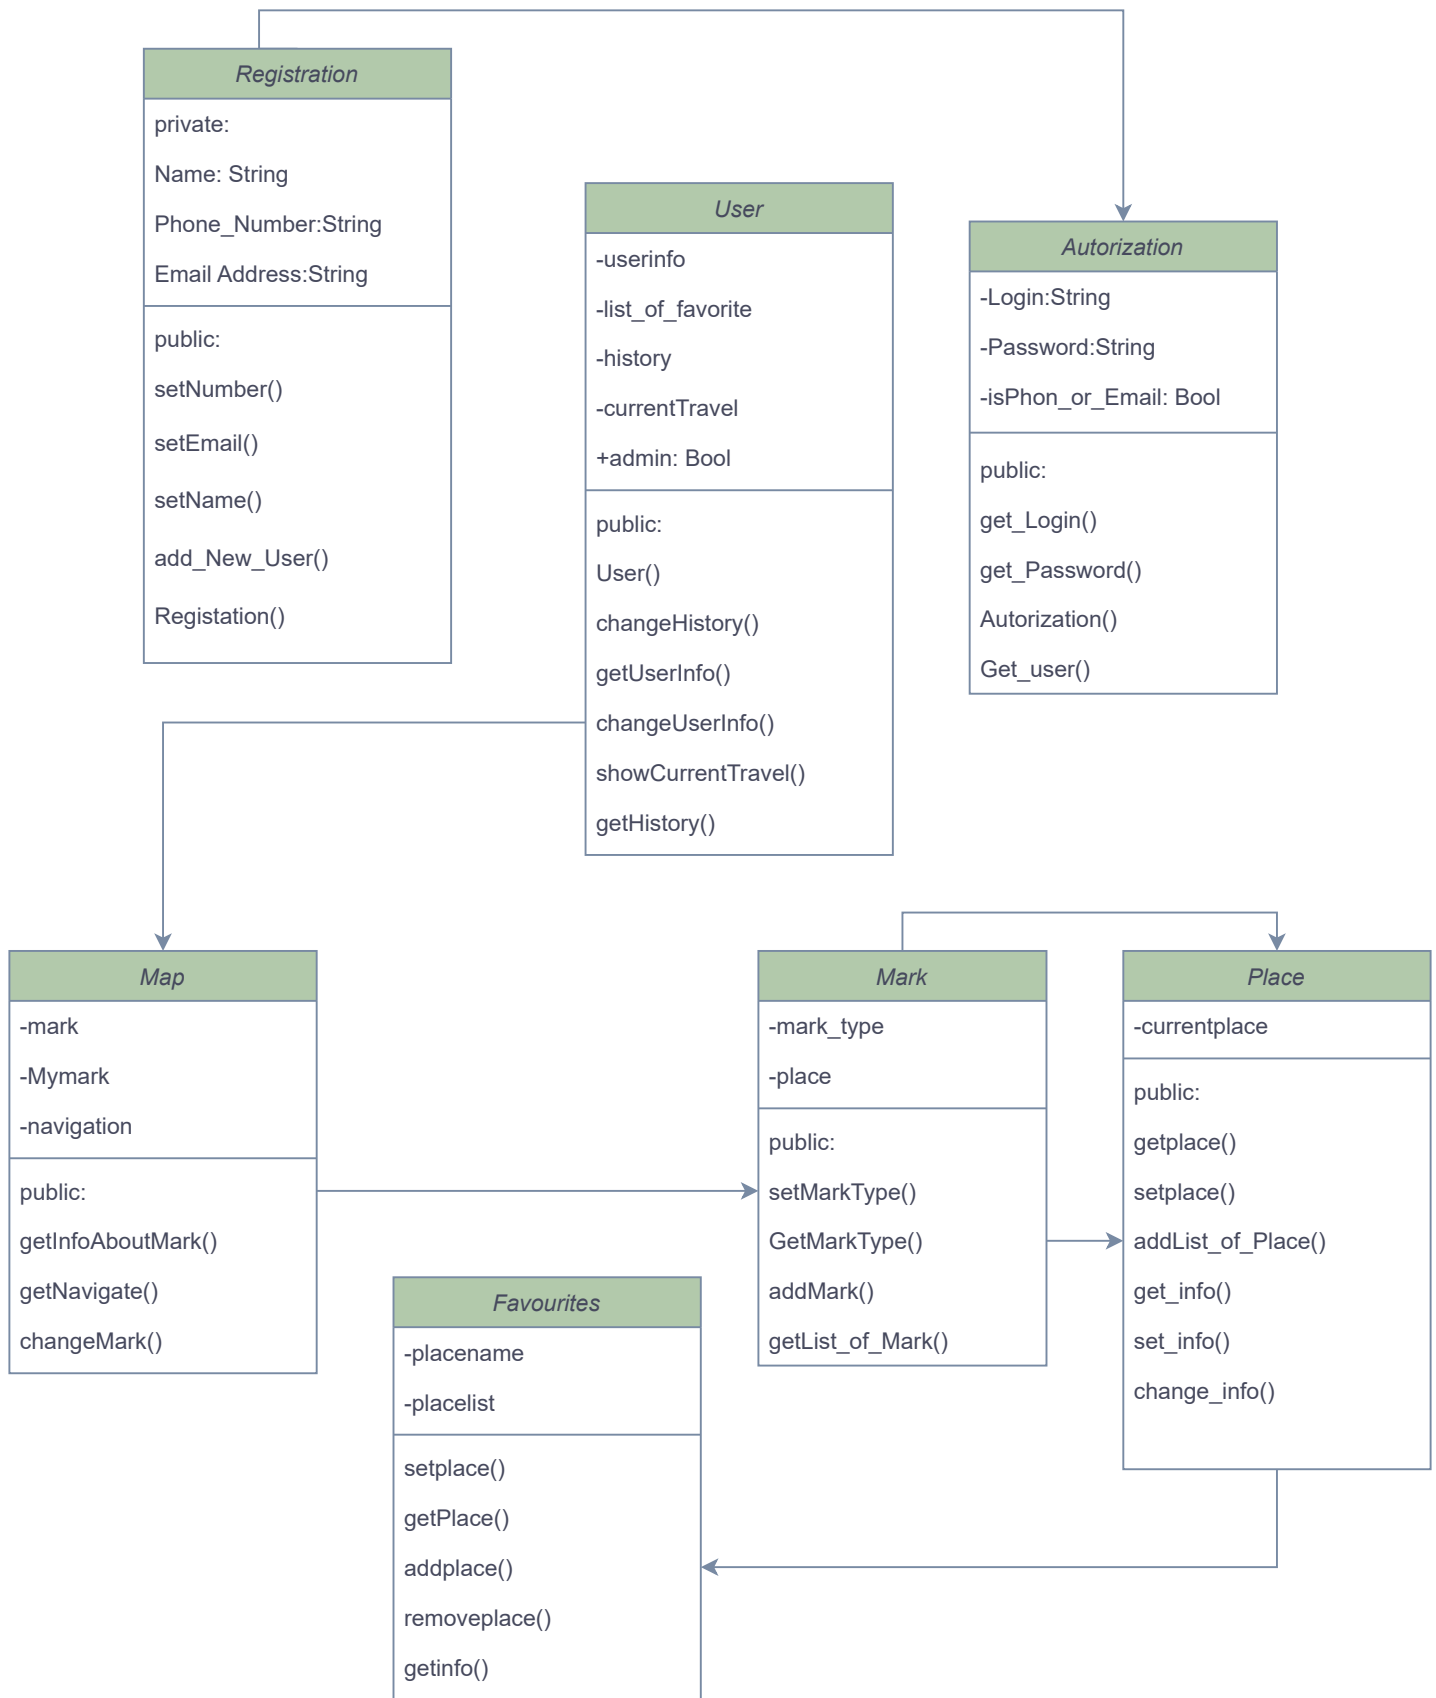 Registration
private:
Name: String
Phone_Number:String
Email Address:String
public:
setNumber()
setEmail()
setName()
add_New_User()
Registation()
User
-userinfo
-list_of_favorite
-history
-currentTravel
+admin: Bool
public:
User()
changeHistory()
getUserInfo()
changeUserInfo()
showCurrentTravel()
getHistory()
Autorization
-Login:String
-Password:String
-isPhon_or_Email: Bool
public:
get_Login()
get_Password()
Autorization()
Get_user()
Map
-mark
-Mymark
-navigation
public:
getInfoAboutMark()
getNavigate()
changeMark()
Mark
-mark_type
-place
public:
setMarkType()
GetMarkType()
addMark()
getList_of_Mark()
Place
-currentplace
public:
getplace()
setplace()
addList_of_Place()
get_info()
set_info()
change_info()
Favourites
-placename
-placelist
setplace()
getPlace()
addplace()
removeplace()
getinfo()